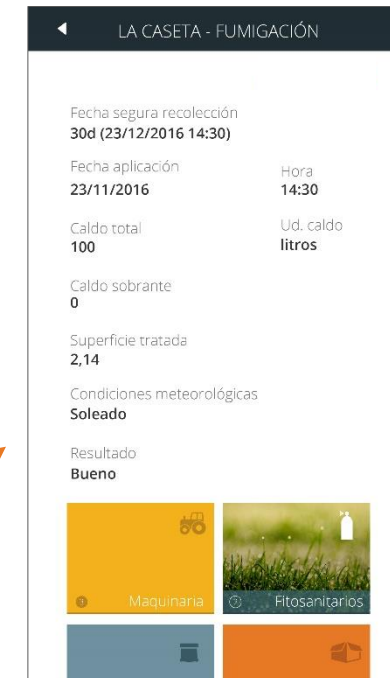 LA CASETA - FUMIGACIÓN
Fecha segura recolección
30d (23/12/2016 14:30)
Fecha aplicación
Hora
23/11/2016
14:30
Caldo total
Ud. caldo
100
litros
Caldo sobrante
0
Superficie tratada
2,14
Condiciones meteorológicas
Soleado
Resultado
Bueno
Maquinaria
Fitosanitarios